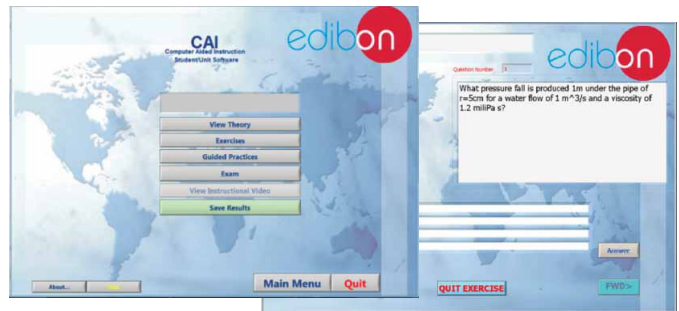 CAI
Computer Aided Instruction
Student/Unit Software
edibon
View Theory
Exercises
Guided Practices
Exam
View Instructional Video
Save Results
About...
Main Menu
Quit
edibon
Question Number
What pressure fall is produced 1m under the pipe of
r=5cm for a water flow of 1 m^3/s and a viscosity of
1.2 miliPa s?
Answer
QUIT EXERCISE
FWD>